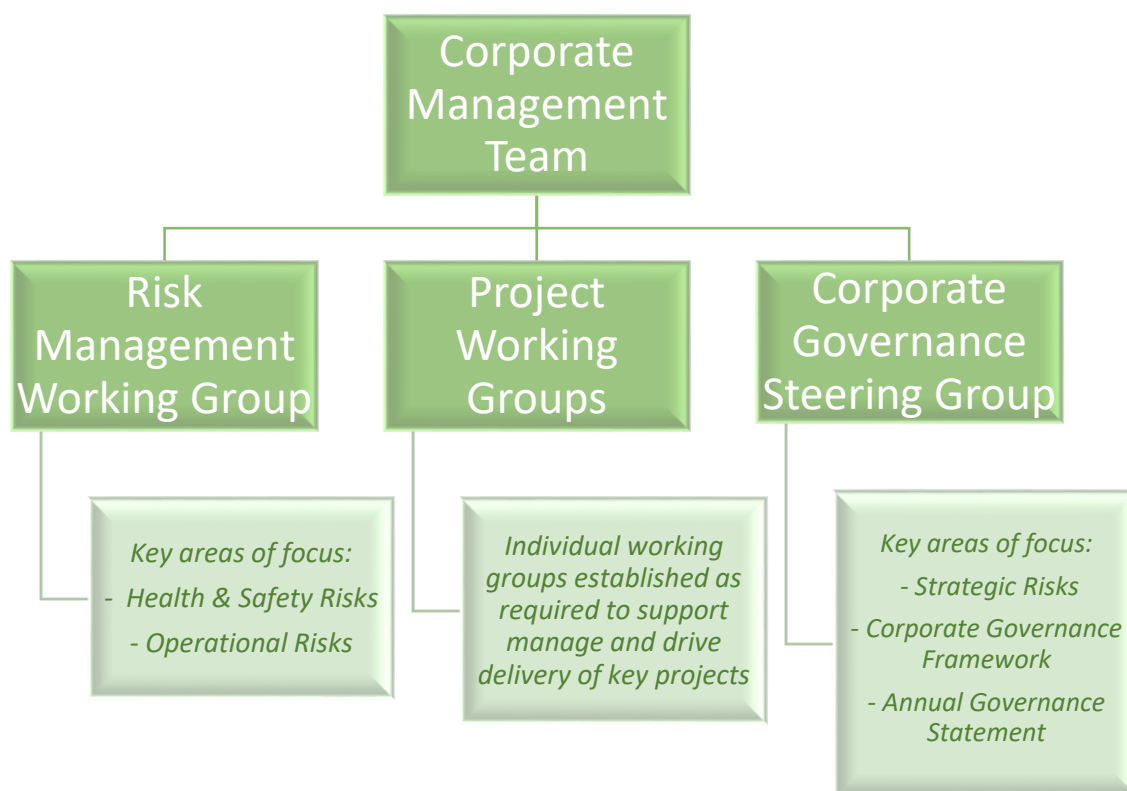 Corporate
Management
Team
Risk
Management
Working Group
Project
Working
Groups
Corporate
Governance
Steering Group
Key areas of focus:
- Health & Safety Risks
- Operational Risks
Individual working
groups established as
required to support
manage and drive
delivery of key projects
Key areas of focus:
- Strategic Risks
- Corporate Governance
Framework
- Annual Governance
Statement